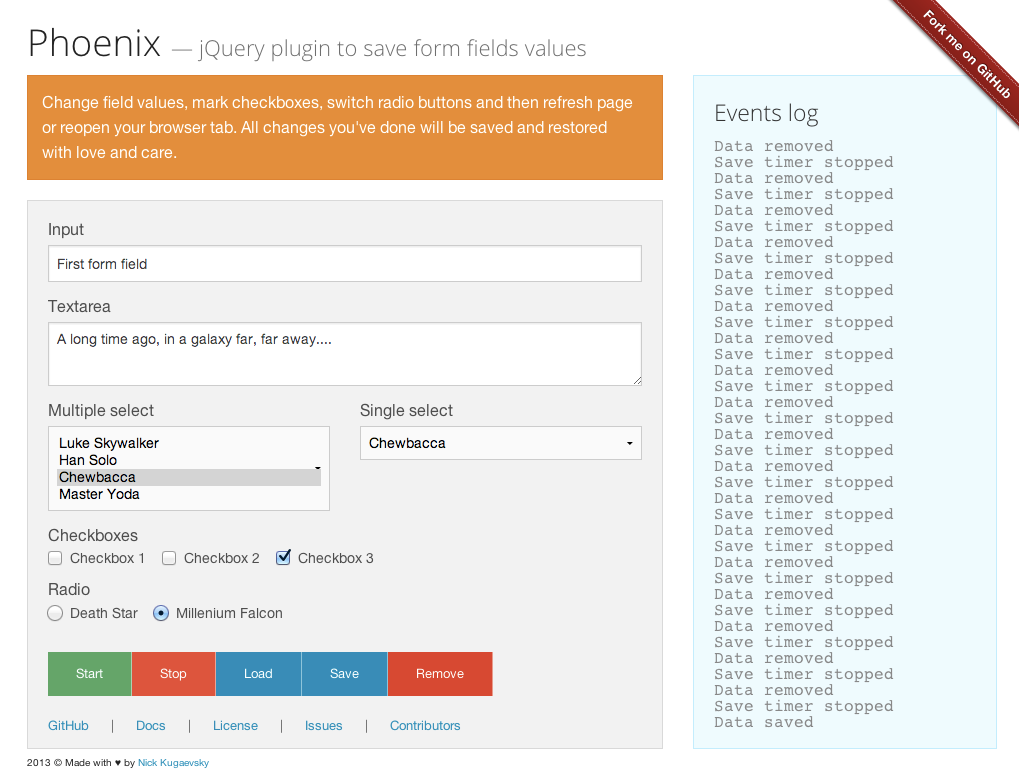 Phoenix — jQuery plugin to save form fields values
Fork me on GitHub
Change field values, mark checkboxes, switch radio buttons and then refresh page
or reopen your browser tab. All changes you've done will be saved and restored
with love and care.
Input
First form field
Textarea
A long time ago, in a galaxy far, far away....
Multiple select
Single select
Luke Skywalker
Han Solo
Chewbacca
Master Yoda
Chewbacca
Checkboxes
Checkbox 1 Checkbox 2 Checkbox 3
Radio
Death Star Millenium Falcon
Start Stop Load Save Remove
GitHub | Docs | License | Issues | Contributors
Events log
Data removed
Save timer stopped
Data removed
Save timer stopped
Data removed
Save timer stopped
Data removed
Save timer stopped
Data removed
Save timer stopped
Data removed
Save timer stopped
Data removed
Save timer stopped
Data removed
Save timer stopped
Data removed
Save timer stopped
Data removed
Save timer stopped
Data removed
Save timer stopped
Data removed
Save timer stopped
Data removed
Save timer stopped
Data removed
Save timer stopped
Data removed
Save timer stopped
Data removed
Save timer stopped
Data removed
Save timer stopped
Data removed
Save timer stopped
Data saved
2013 © Made with ♥ by Nick Kugaevsky